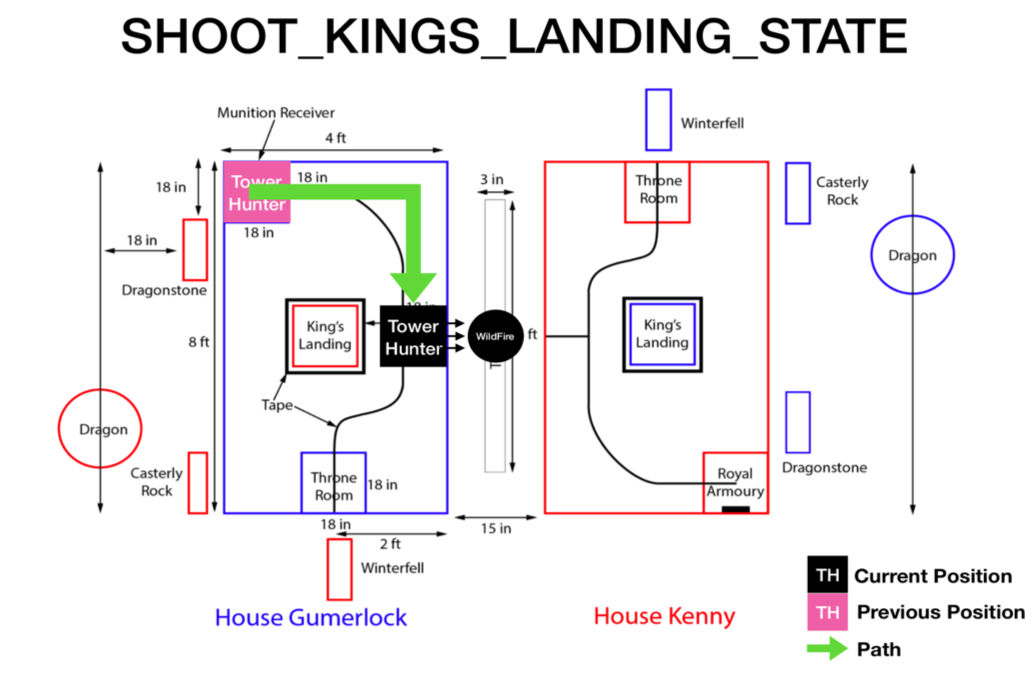 SHOOT_KINGS_LANDING_STATE
Munition Receiver
4 ft
Winterfell
18 in
Tower
Hunter
18 in
18 in
18 in
Dragonstone
8 ft
King's
Landing
Tower
Hunter
Tape
Dragon
Casterly
Rock
Throne
Room
18 in
18 in
2 ft
Winterfell
House Gumerlock
3 in
WildFire
ft
15 in
Throne
Room
Casterly
Rock
Dragon
King's
Landing
Dragonstone
Royal
Armoury
House Kenny
TH Current Position
TH Previous Position
Path